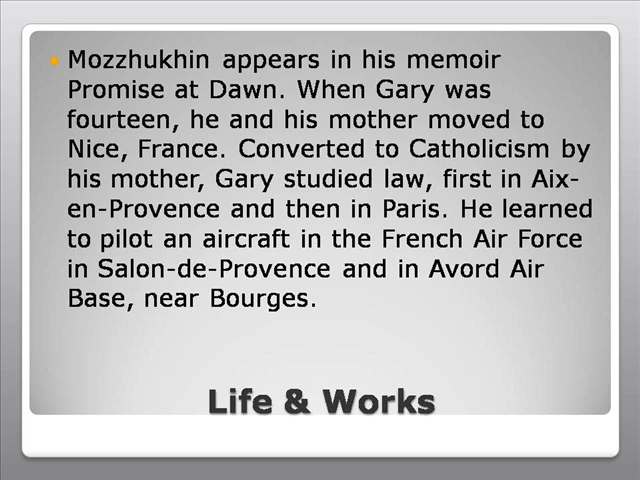 Mozzhukhin appears in his memoir
Promise at Dawn. When Gary was
fourteen, he and his mother moved to
Nice, France. Converted to Catholicism by
his mother, Gary studied law, first in Aix-
en-Provence and then in Paris. He learned
to pilot an aircraft in the French Air Force
in Salon-de-Provence and in Avord Air
Base, near Bourges.
Life & Works